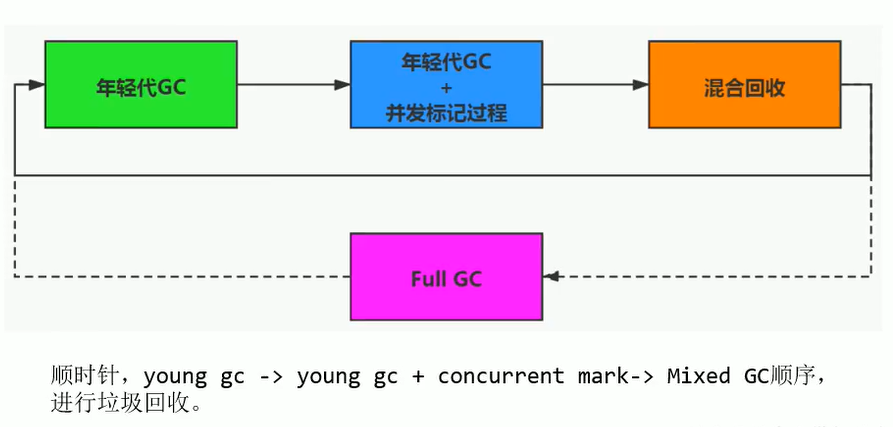 年轻代GC
年轻代GC
+
并发标记过程
混合回收
Full GC
顺时针，young gc -> young gc + concurrent mark-> Mixed GC顺序，
进行垃圾回收。